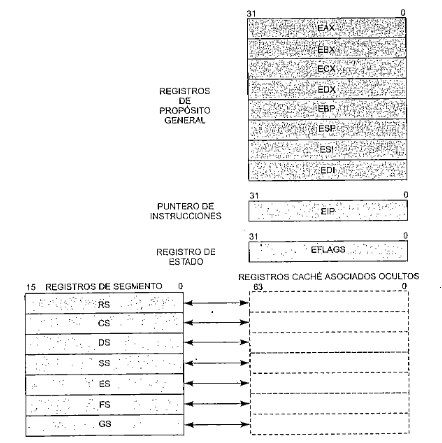 31 0
EAX
EBX
ECX
EDX
EBP
ESP
ESI
EDI
REGISTROS
DE
PROPÓSITO
GENERAL
31 0
PUNTERO DE
INSTRUCCIONES
EIP
31 0
REGISTRO DE
ESTADO
EFLAGS
15 REGISTROS DE SEGMENTO 0
RS
CS
DS
SS
ES
FS
GS
REGISTROS CACHÉ ASOCIADOS OCULTOS
63 0